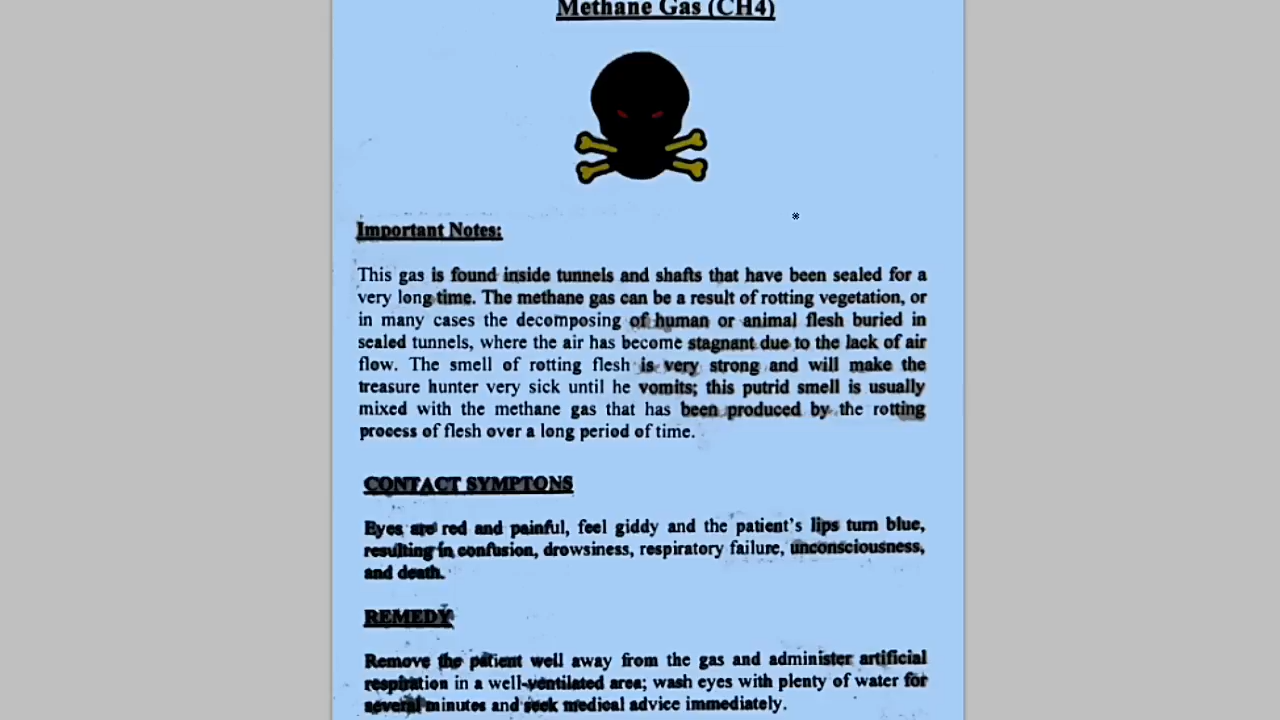 Methane Gas (CH4)
Important Notes:
This gas is found inside tunnels and shafts that have been sealed for a
very long time. The methane gas can be a result of rotting vegetation, or
in many cases the decomposing of human or animal flesh buried in
sealed tunnels, where the air has become stagnant due to the lack of air
flow. The smell of rotting flesh is very strong and will make the
treasure hunter very sick until he vomits; this putrid smell is usually
mixed with the methane gas that has been produced by the rotting
process of flesh over a long period of time.
CONTACT SYMPTONS
Eyes are red and painful, feel giddy and the patient's lips turn blue,
resulting in confusion, drowsiness, respiratory failure, unconsciousness,
and death.
REMEDY
Remove the patient well away from the gas and administer artificial
respiration in a well-ventilated area; wash eyes with plenty of water for
several minutes and seek medical advice immediately.